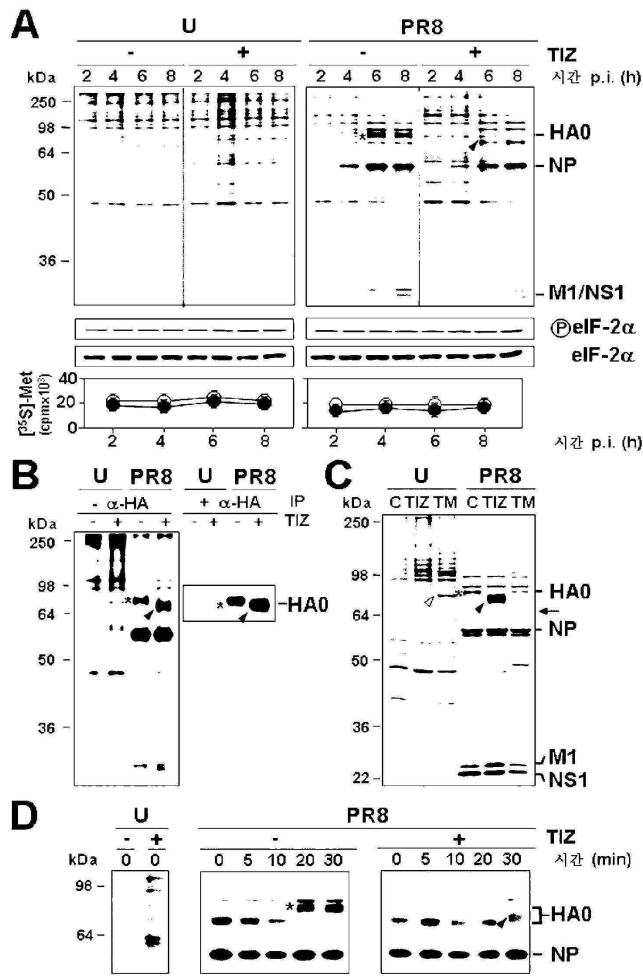 A
U
PR8
- + - + TIZ
kDa 2 4 6 8 2 4 6 8 2 4 6 8 2 4 6 8 시간 p.i. (h)
250
98
64
50
36
* HA0
NP
M1/NS1
Ⓟ eIF-2α
eIF-2α
[³⁵S]-Met
(cpm×10³)
40
20
0
2 4 6 8 2 4 6 8 시간 p.i. (h)
B
U PR8 U PR8
- α-HA + α-HA IP
kDa - + - + - + - + TIZ
250
98
64
50
36
* * HA0
C
U PR8
kDa C TIZ TM C TIZ TM
250
98
64
50
36
22
* HA0
NP
M1
NS1
D
U PR8
- + - + TIZ
kDa 0 0 0 5 10 20 30 0 5 10 20 30 시간 (min)
98
64
* HA0
NP